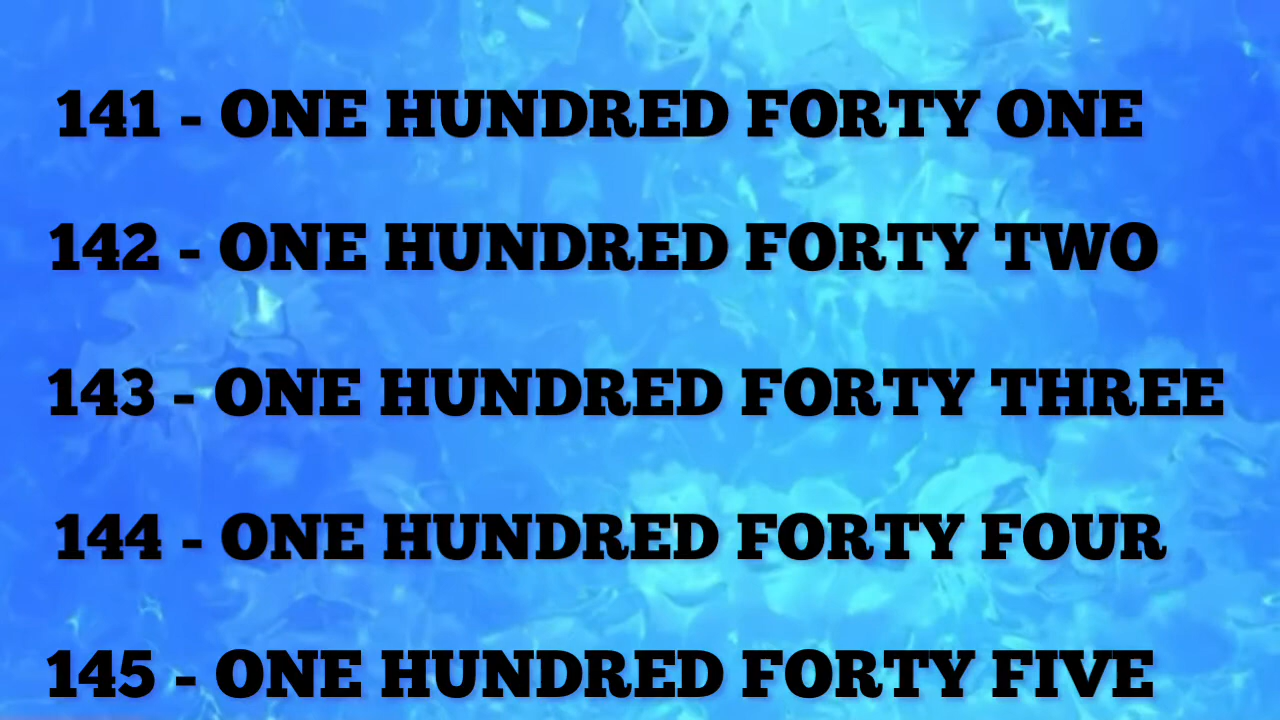 141 - ONE HUNDRED FORTY ONE
142 - ONE HUNDRED FORTY TWO
143 - ONE HUNDRED FORTY THREE
144 - ONE HUNDRED FORTY FOUR
145 - ONE HUNDRED FORTY FIVE